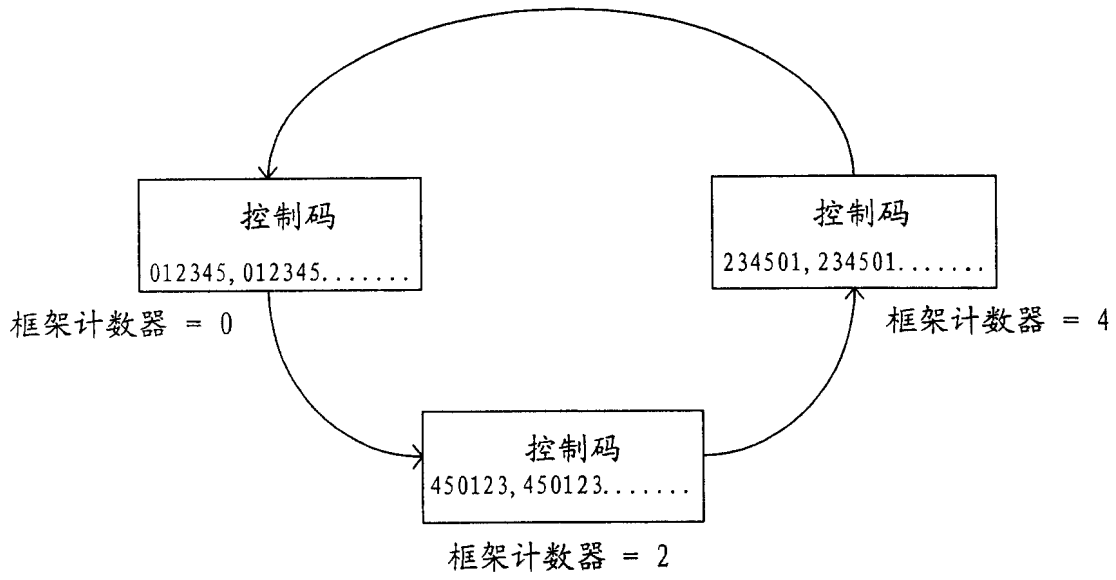 控制码
012345,012345.......
框架计数器 = 0
控制码
234501,234501.......
框架计数器 = 4
控制码
450123,450123.......
框架计数器 = 2